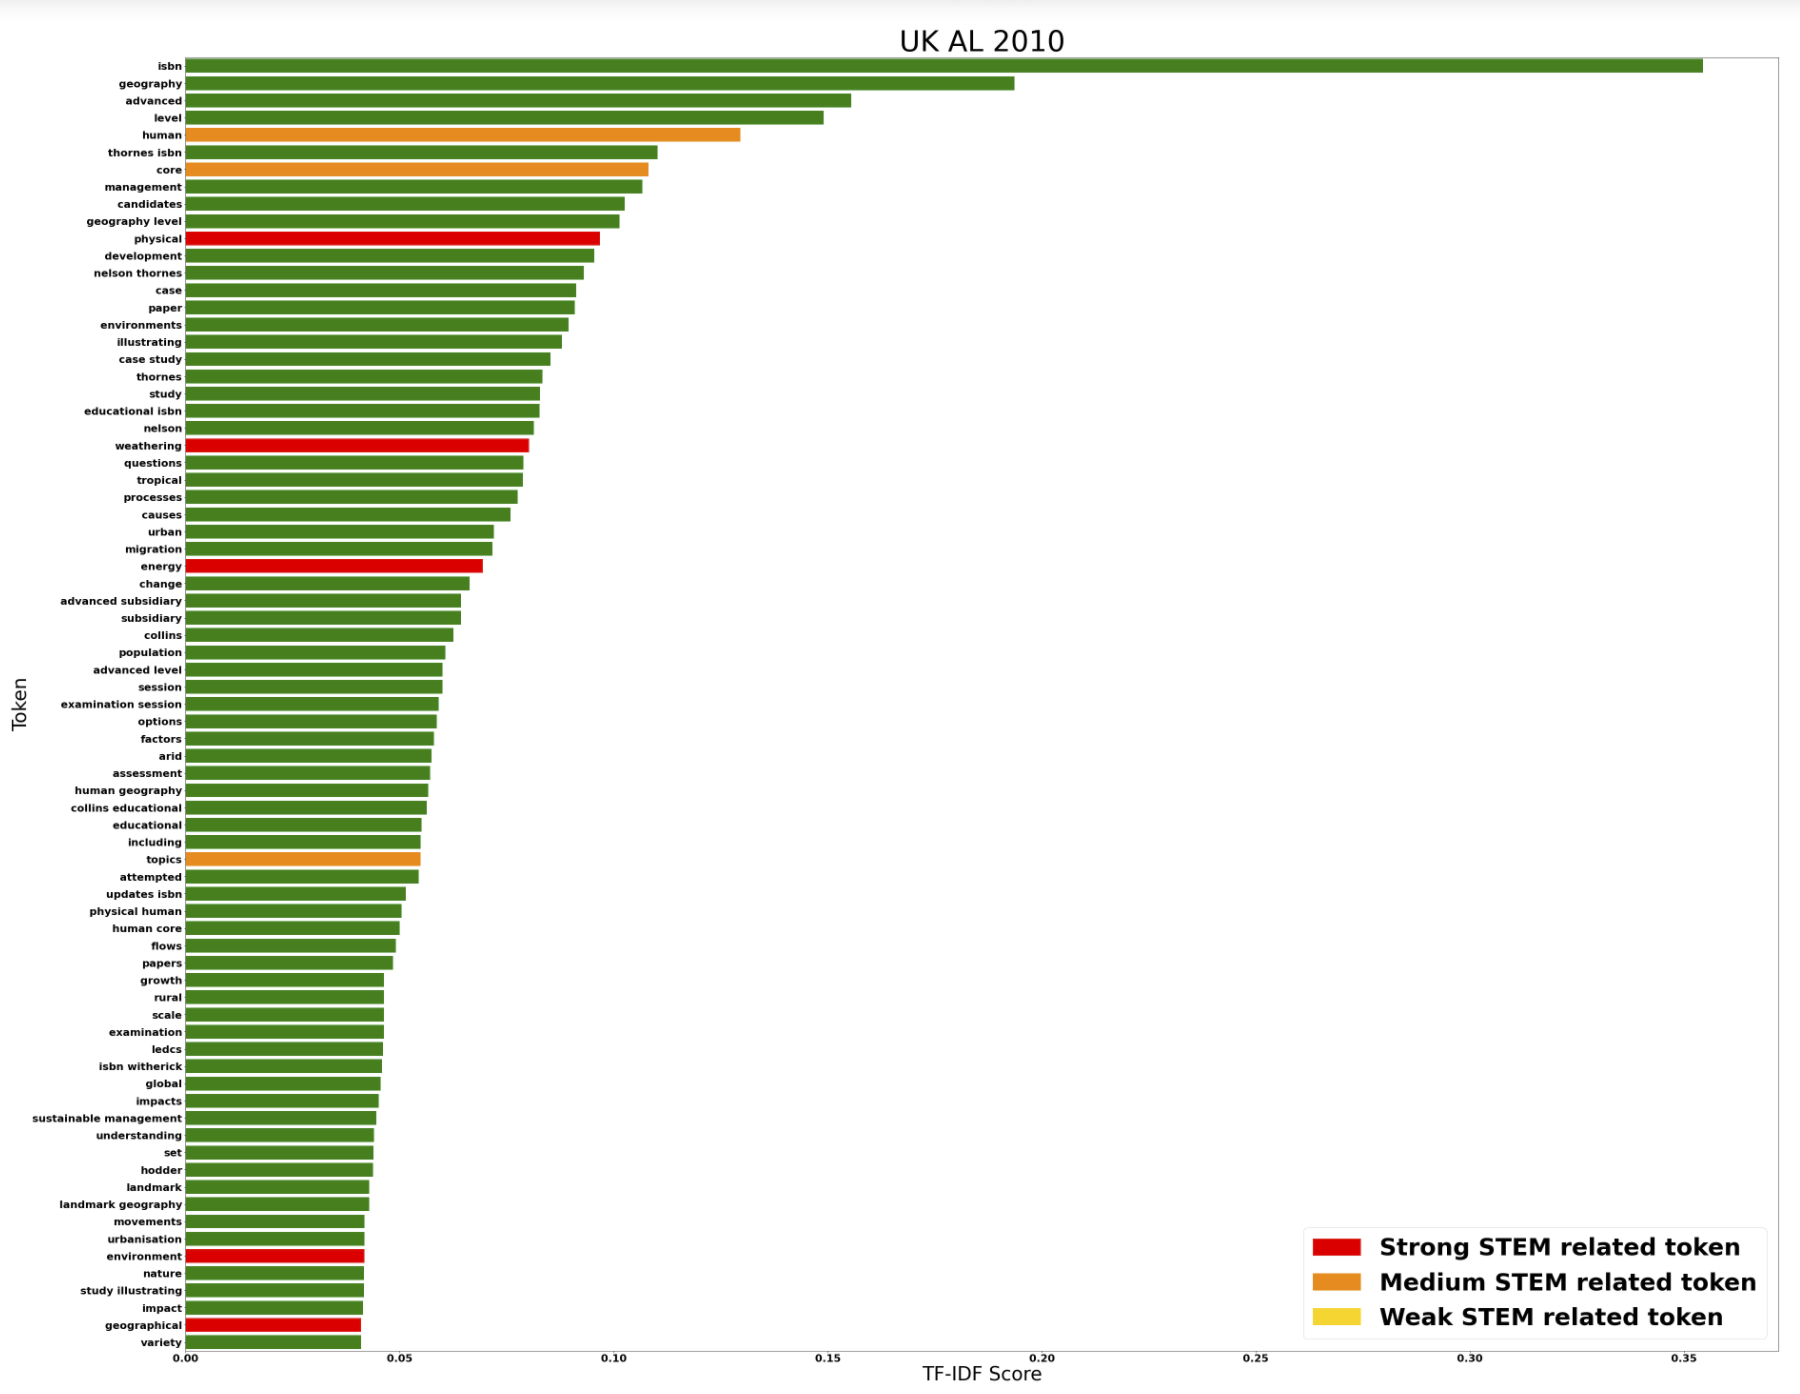 UK AL 2010
isbn
geography
advanced
level
human
thornes isbn
core
management
candidates
geography level
physical
development
nelson thornes
case
paper
environments
illustrating
case study
thornes
study
educational isbn
nelson
weathering
questions
tropical
processes
causes
urban
migration
energy
change
advanced subsidiary
subsidiary
collins
population
advanced level
session
examination session
options
factors
arid
assessment
human geography
collins educational
educational
including
topics
attempted
updates isbn
physical human
human core
flows
papers
growth
rural
scale
examination
ledcs
isbn witherick
global
impacts
sustainable management
understanding
set
hodder
landmark
landmark geography
movements
urbanisation
environment
nature
study illustrating
impact
geographical
variety
Token
0.00 0.05 0.10 0.15 0.20 0.25 0.30 0.35
TF-IDF Score
Strong STEM related token
Medium STEM related token
Weak STEM related token